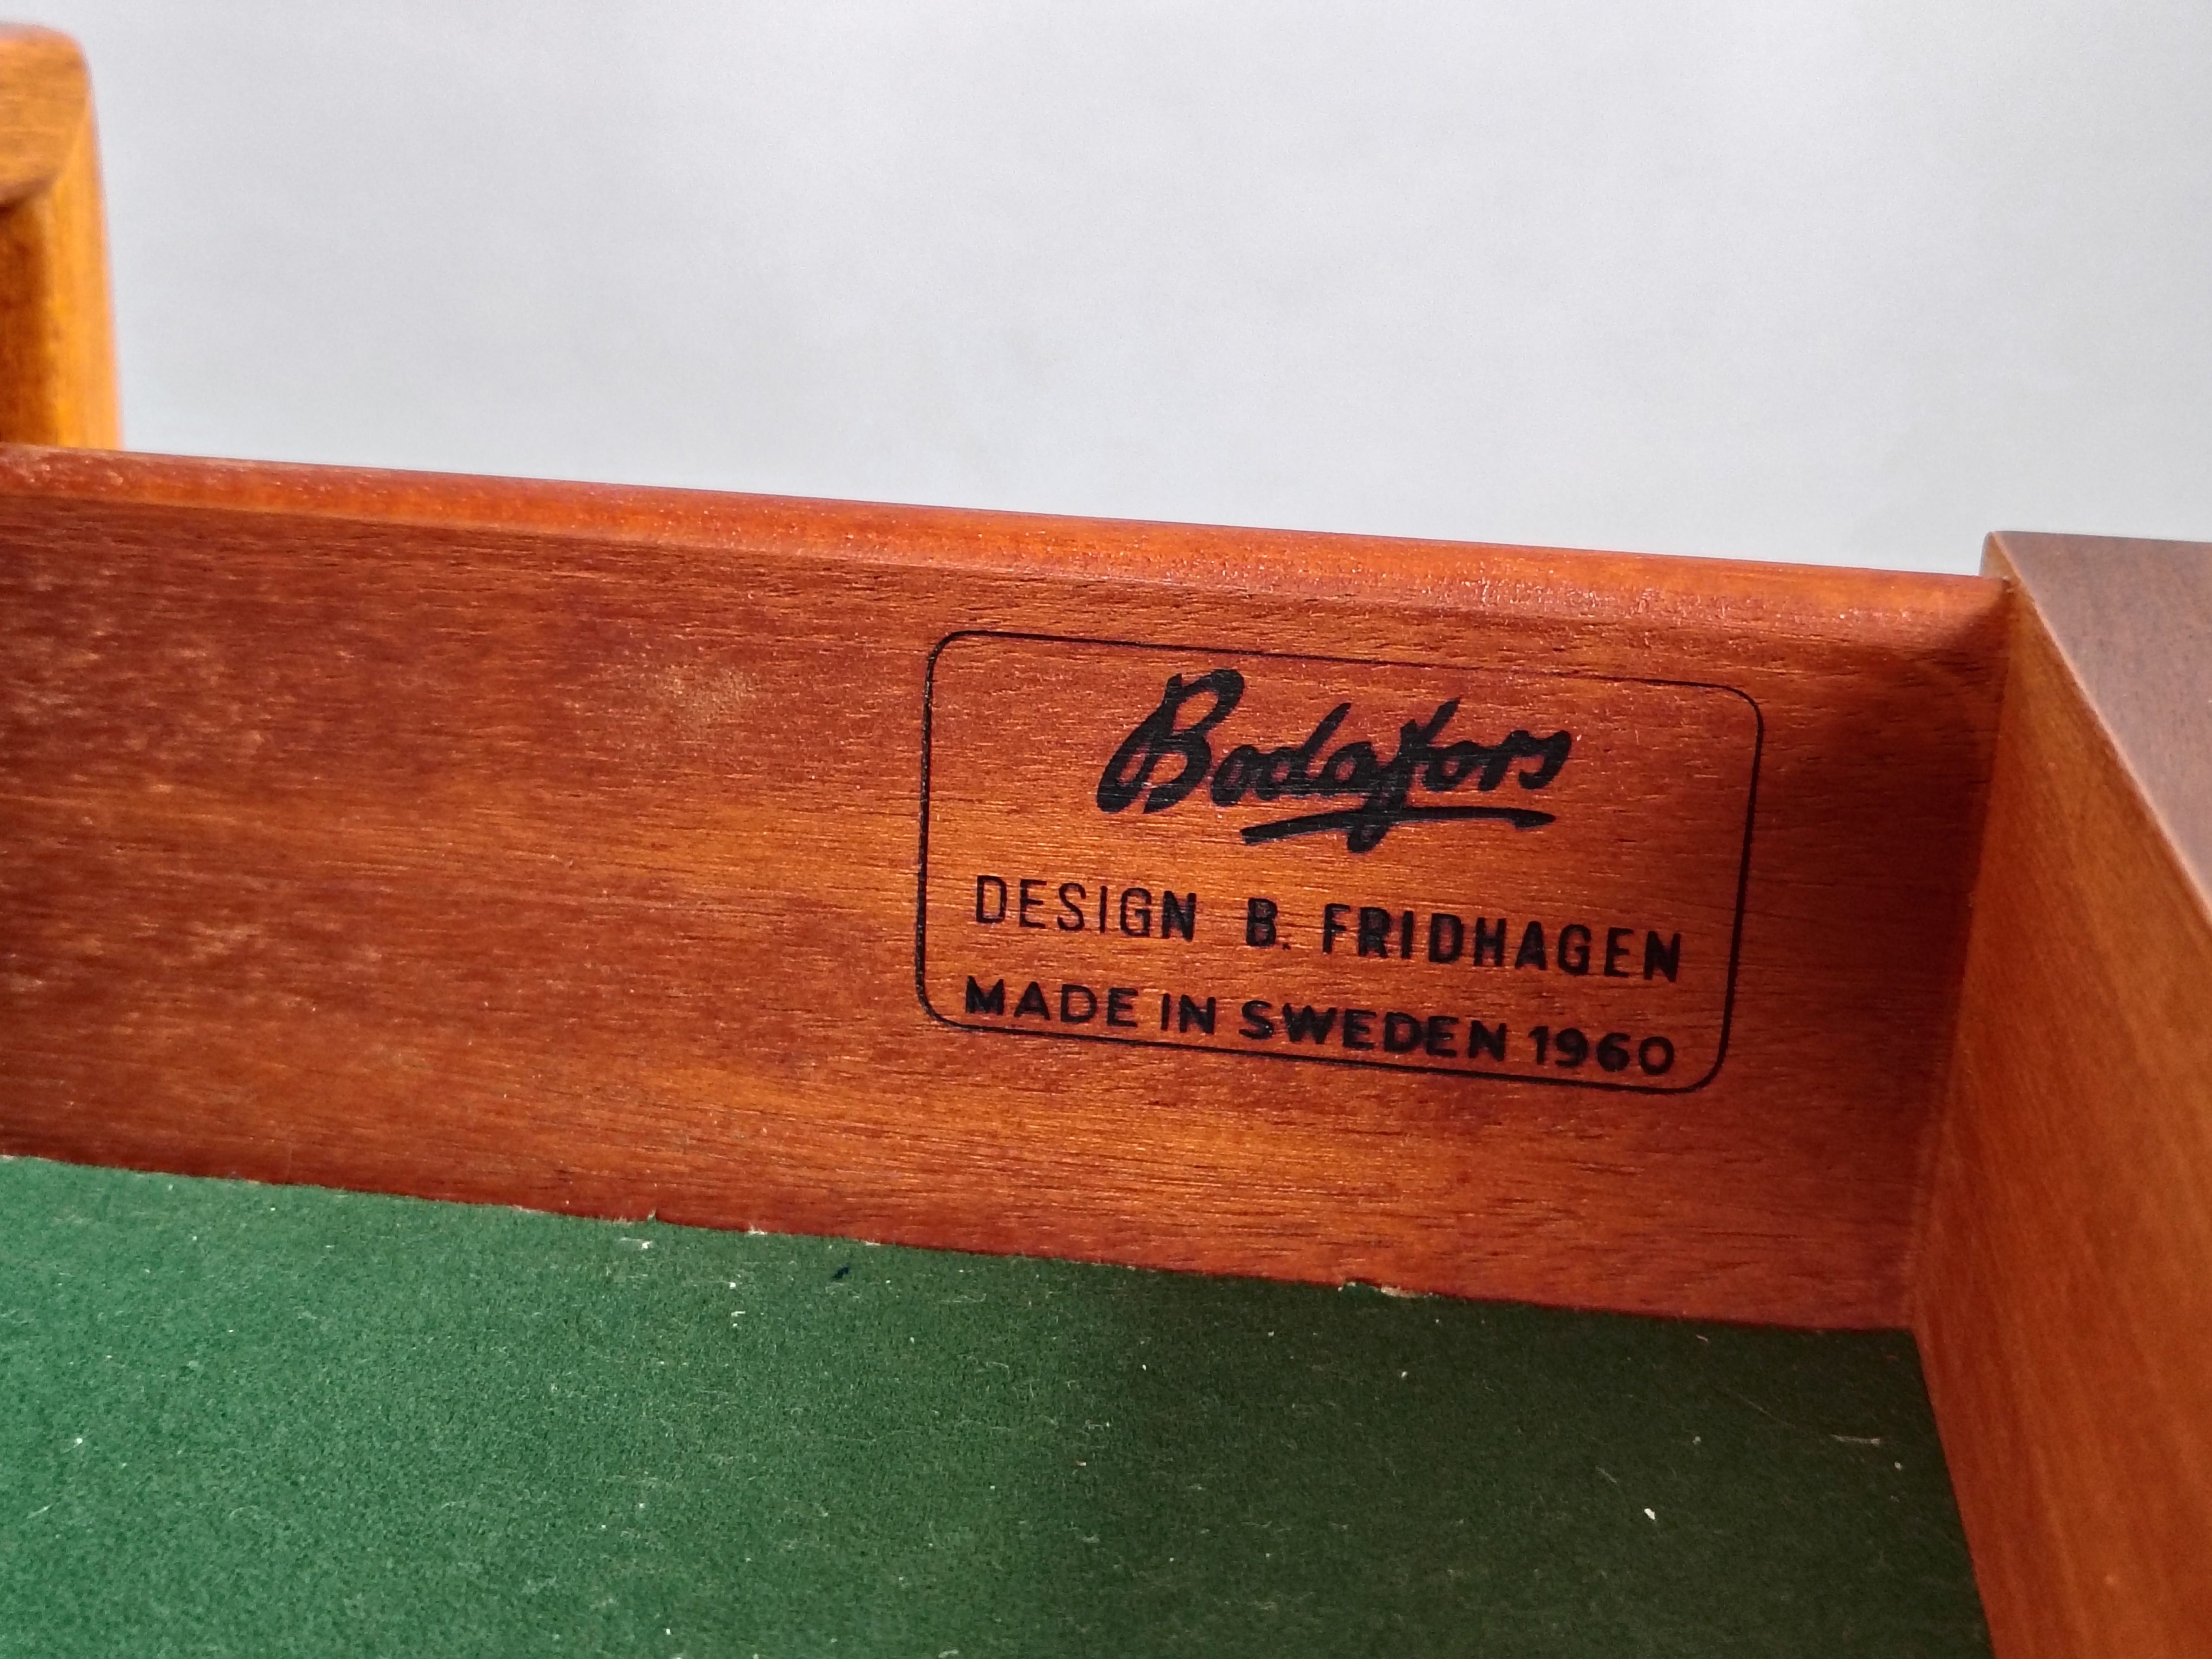 Bodafors
DESIGN B. FRIDHAGEN
MADE IN SWEDEN 1960